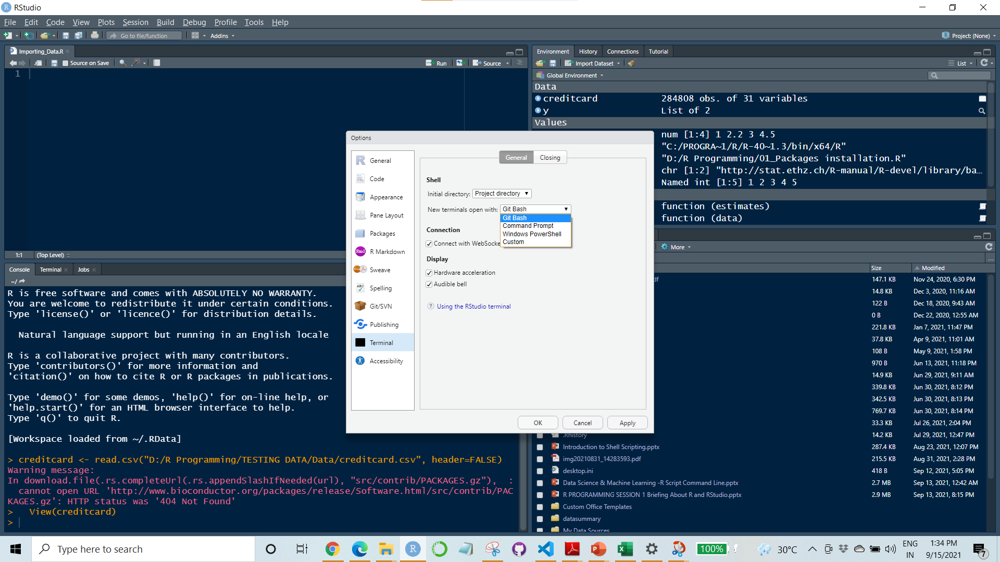 RStudio
File Edit Code View Plots Session Build Debug Profile Tools Help
Go to file/function Addins Project: (None)
Importing_Data.R
Source on Save Run Source
1
1:1 (Top Level)
Environment History Connections Tutorial
Import Dataset List
Global Environment
Data
creditcard 284808 obs. of 31 variables
y List of 2
Values
num [1:4] 1 2.2 3 4.5
"C:/PROGRA~1/R/R-40~1.3/bin/x64/R"
"D:/R Programming/01_Packages installation.R"
chr [1:2] "http://stat.ethz.ch/R-manual/R-devel/library/ba…
Named int [1:5] 1 2 3 4 5
function (estimates)
function (data)
Options
General
Code
Appearance
Pane Layout
Packages
R Markdown
Sweave
Spelling
Git/SVN
Publishing
Terminal
Accessibility
General Closing
Shell
Initial directory: Project directory
New terminals open with: Git Bash
Git Bash
Command Prompt
Windows PowerShell
Custom
Connection
Connect with WebSocke
Display
Hardware acceleration
Audible bell
Using the RStudio terminal
OK Cancel Apply
Console Terminal Jobs
~/
R is free software and comes with ABSOLUTELY NO WARRANTY.
You are welcome to redistribute it under certain conditions.
Type 'license()' or 'licence()' for distribution details.
Natural language support but running in an English locale
R is a collaborative project with many contributors.
Type 'contributors()' for more information and
'citation()' on how to cite R or R packages in publications.
Type 'demo()' for some demos, 'help()' for on-line help, or
'help.start()' for an HTML browser interface to help.
Type 'q()' to quit R.
[Workspace loaded from ~/.RData]
> creditcard <- read.csv("D:/R Programming/TESTING DATA/Data/creditcard.csv", header=FALSE)
Warning message:
In download.file(.rs.completeUrl(.rs.appendSlashIfNeeded(url), "src/contrib/PACKAGES.gz"), :
cannot open URL 'http://www.bioconductor.org/packages/release/Software.html/src/contrib/PAC
KAGES.gz': HTTP status was '404 Not Found'
> View(creditcard)
>
More
...
Size Modified
df 147.1 KB Nov 24, 2020, 6:30 PM
14.8 KB Dec 3, 2020, 11:16 AM
122 B Dec 18, 2020, 9:43 AM
0 B Dec 22, 2020, 12:55 AM
221.8 KB Jan 7, 2021, 11:47 PM
37.8 KB Apr 9, 2021, 11:01 AM
108 B May 9, 2021, 1:58 PM
970 B Jun 13, 2021, 11:18 PM
14.9 KB Jun 29, 2021, 9:11 AM
339.8 KB Jun 30, 2021, 8:12 PM
342.5 KB Jun 30, 2021, 8:13 PM
769.7 KB Jun 30, 2021, 8:14 PM
33.3 KB Jul 26, 2021, 2:04 PM
.Rhistory 14.2 KB Jul 29, 2021, 12:47 PM
Introduction to Shell Scripting.pptx 287.4 KB Aug 23, 2021, 12:07 PM
img20210831_14283593.pdf 215.5 KB Aug 31, 2021, 2:28 PM
desktop.ini 418 B Sep 12, 2021, 5:05 PM
Data Science & Machine Learning -R Script Command Line.pptx 2.7 MB Sep 13, 2021, 12:42 AM
R PROGRAMMING SESSION 1 Briefing About R and RStudio.pptx 2.9 MB Sep 13, 2021, 8:15 PM
Custom Office Templates
datasummary
My Data Sources
Type here to search
100%
30°C
ENG
IN
1:34 PM
9/15/2021
7